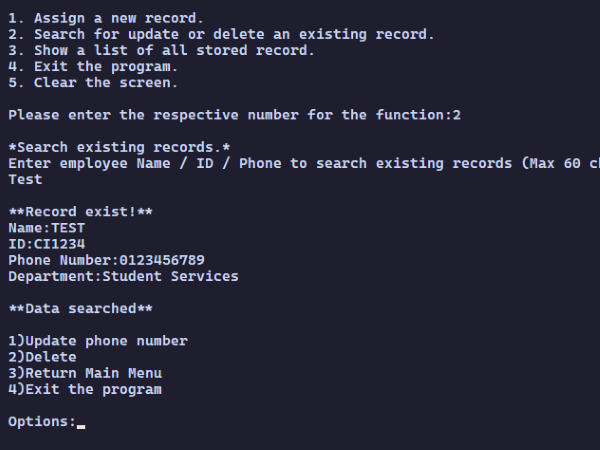 1. Assign a new record.
2. Search for update or delete an existing record.
3. Show a list of all stored record.
4. Exit the program.
5. Clear the screen.
Please enter the respective number for the function:2
*Search existing records.*
Enter employee Name / ID / Phone to search existing records (Max 60
Test
**Record exist!**
Name:TEST
ID:CI1234
Phone Number:0123456789
Department:Student Services
**Data searched**
1)Update phone number
2)Delete
3)Return Main Menu
4)Exit the program
Options: